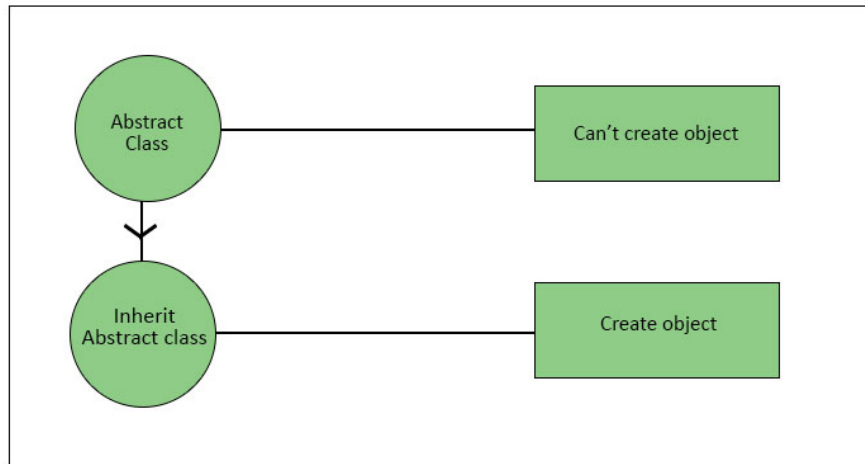 Abstract
Class
Can't create object
Inherit
Abstract class
Create object